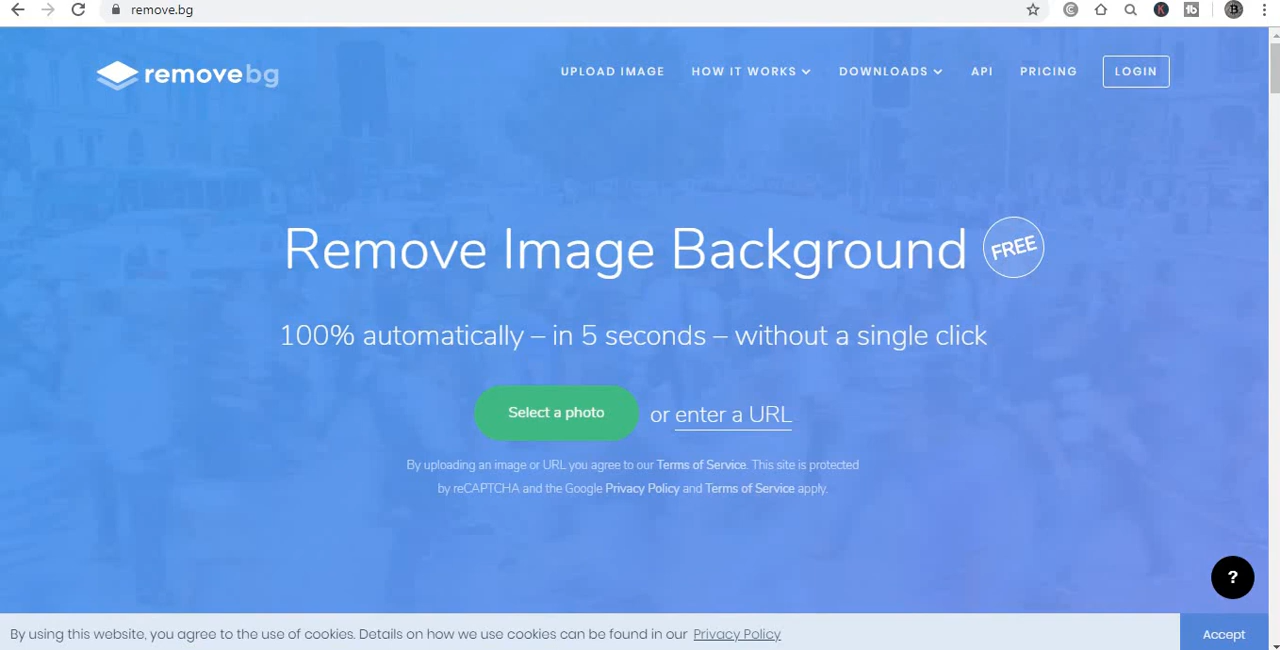 remove.bg
removebg
UPLOAD IMAGE HOW IT WORKS DOWNLOADS API PRICING LOGIN
Remove Image Background FREE
100% automatically – in 5 seconds – without a single click
Select a photo or enter a URL
By uploading an image or URL you agree to our Terms of Service. This site is protected
by reCAPTCHA and the Google Privacy Policy and Terms of Service apply.
?
By using this website, you agree to the use of cookies. Details on how we use cookies can be found in our Privacy Policy Accept